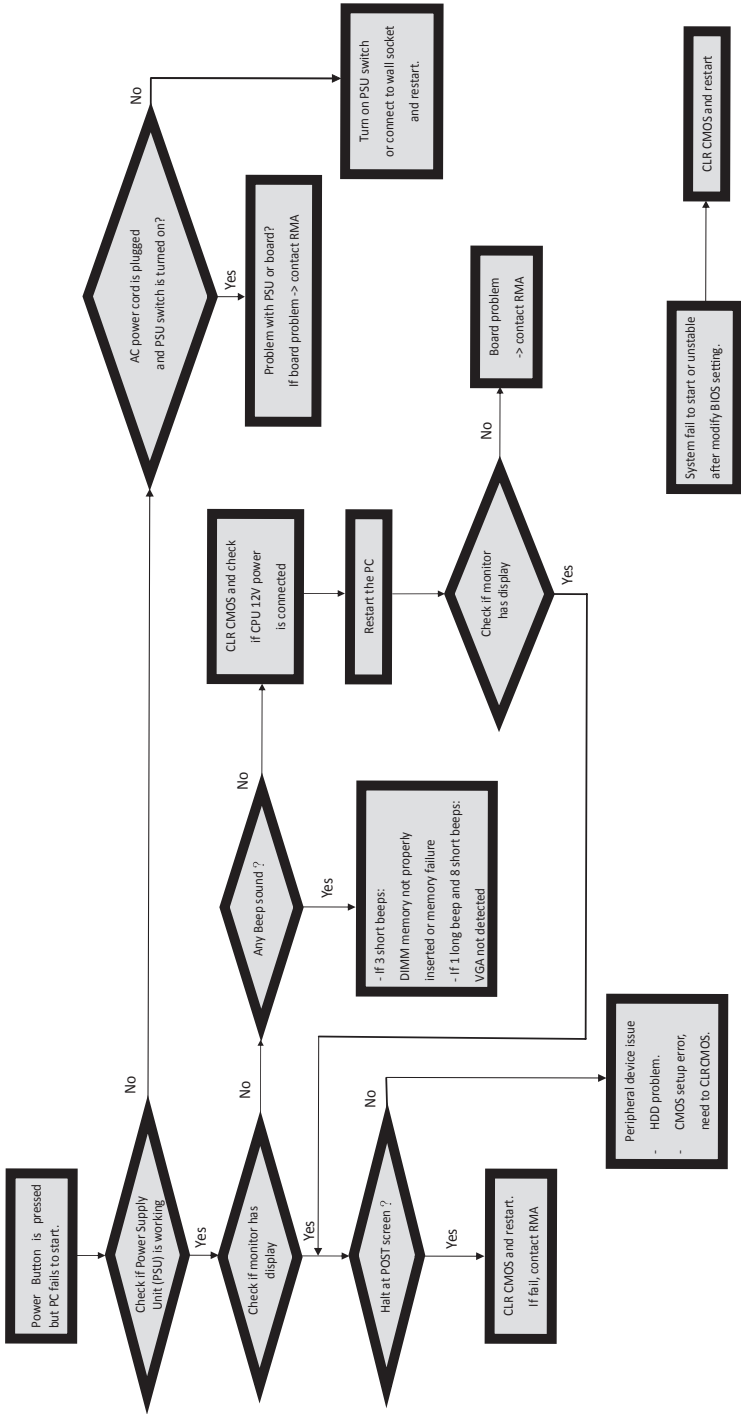 Power Button is pressed
but PC fails to start.
Check if Power Supply
Unit (PSU) is working
No
Yes
AC power cord is plugged
and PSU switch is turned on?
No
Yes
Turn on PSU switch
or connect to wall socket
and restart.
Problem with PSU or board?
If board problem -> contact RMA
Check if monitor has
display
No
Yes
Any Beep sound ?
No
Yes
CLR CMOS and check
if CPU 12V power
is connected
Restart the PC
- If 3 short beeps:
DIMM memory not properly
inserted or memory failure
- If 1 long beep and 8 short beeps:
VGA not detected
Check if monitor
has display
No
Yes
Board problem
-> contact RMA
Halt at POST screen ?
No
Yes
CLR CMOS and restart.
If fail, contact RMA
Peripheral device issue
- HDD problem.
- CMOS setup error,
need to CLRCMOS.
System fail to start or unstable
after modify BIOS setting.
CLR CMOS and restart